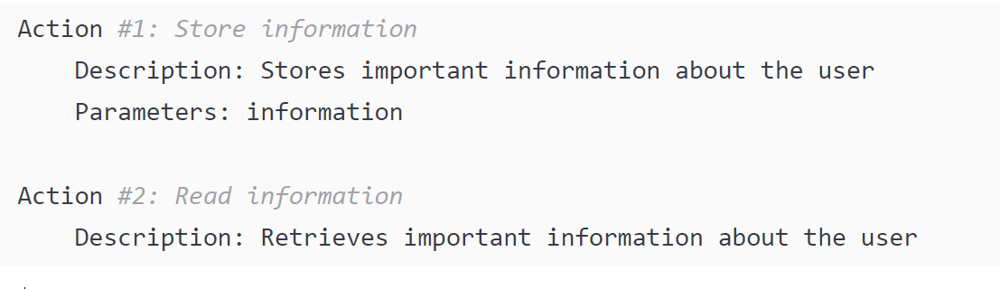 Action #1: Store information
Description: Stores important information about the user
Parameters: information
Action #2: Read information
Description: Retrieves important information about the user